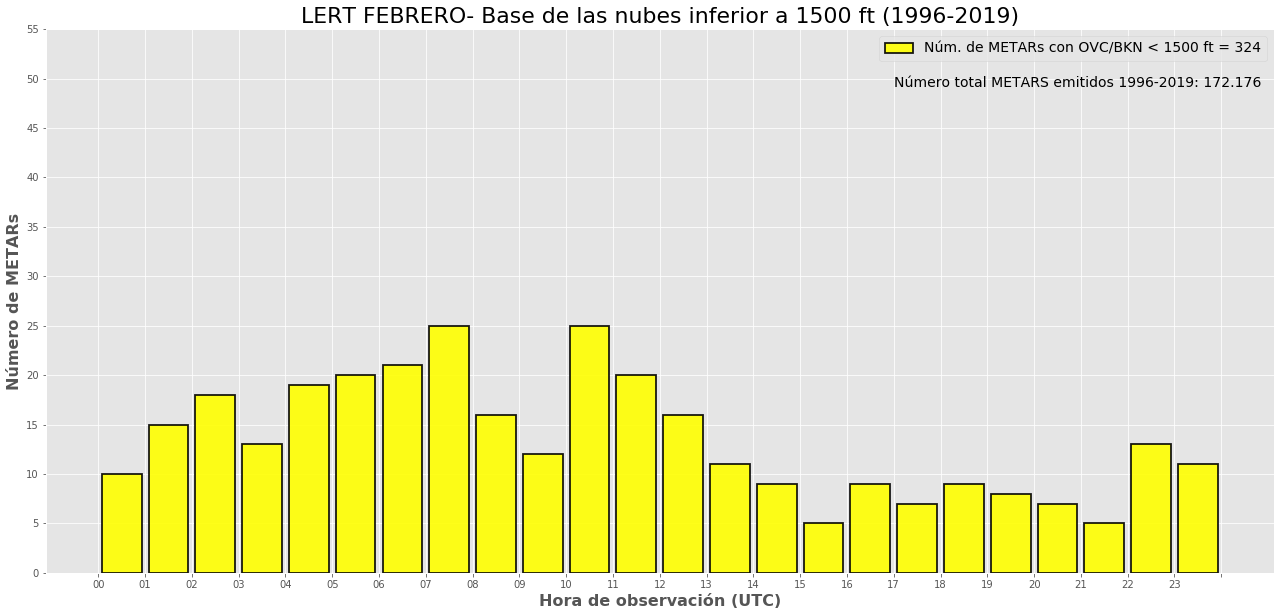 LERT FEBRERO- Base de las nubes inferior a 1500 ft (1996-2019)
Núm. de METARs con OVC/BKN < 1500 ft = 324
Número total METARS emitidos 1996-2019: 172.176
Número de METARs
55
50
45
40
35
30
25
20
15
10
5
0
00 01 02 03 04 05 06 07 08 09 10 11 12 13 14 15 16 17 18 19 20 21 22 23
Hora de observación (UTC)